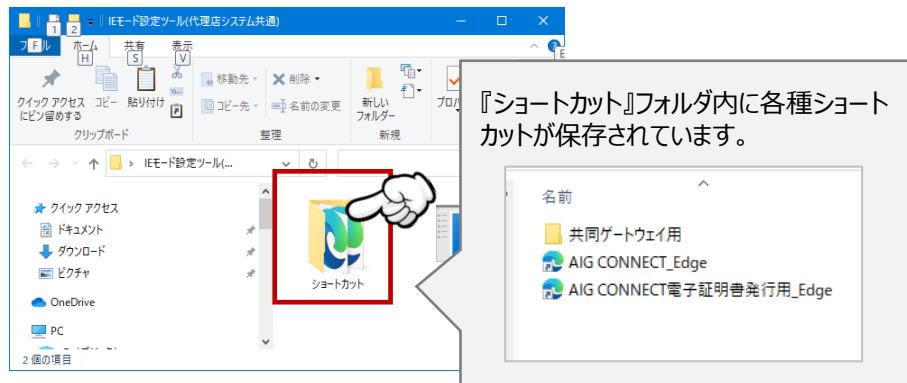 IEモード設定ツール(代理店システム共通)
1
2
ホーム
共有
表示
F
H
S
V
クイック アクセス
にピン留めする
コピー
貼り付け
移動先
コピー先
削除
名前の変更
新しい
フォルダー
クリップボード
整理
新規
IEモード設定ツール(...
クイック アクセス
ドキュメント
ダウンロード
ピクチャ
OneDrive
PC
2 個の項目
ショートカット
『ショートカット』フォルダ内に各種ショート
カットが保存されています。
名前
共同ゲートウェイ用
AIG CONNECT_Edge
AIG CONNECT電子証明書発行用_Edge